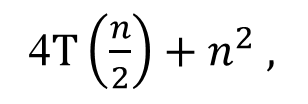 4T(n/2) + n² ,